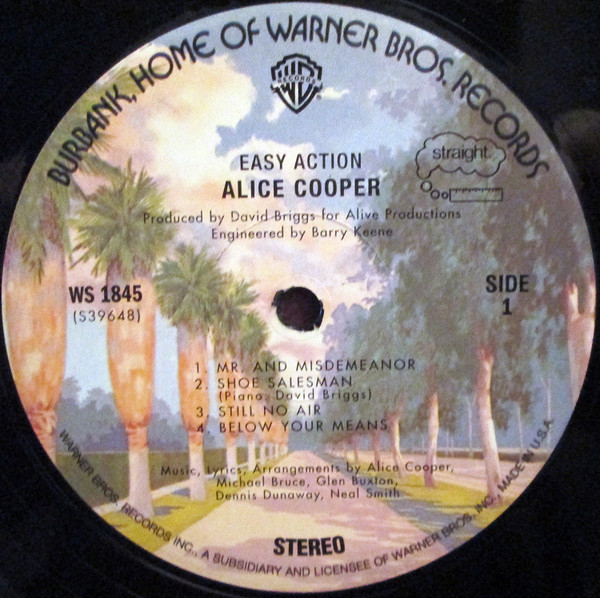 BURBANK, HOME OF WARNER BROS. RECORDS
W RECORDS
EASY ACTION
straight.
ALICE COOPER
Produced by David Briggs for Alive Productions
Engineered by Barry Keene
WS 1845
(S39648)
SIDE
1
1. MR. AND MISDEMEANOR
2. SHOE SALESMAN
(Piano: David Briggs)
3. STILL NO AIR
4. BELOW YOUR MEANS
Music, Lyrics, Arrangements by Alice Cooper,
Michael Bruce, Glen Buxton,
Dennis Dunaway, Neal Smith
STEREO
WARNER BROS. RECORDS INC., A SUBSIDIARY AND LICENSEE OF WARNER BROS. INC., MADE IN U.S.A.